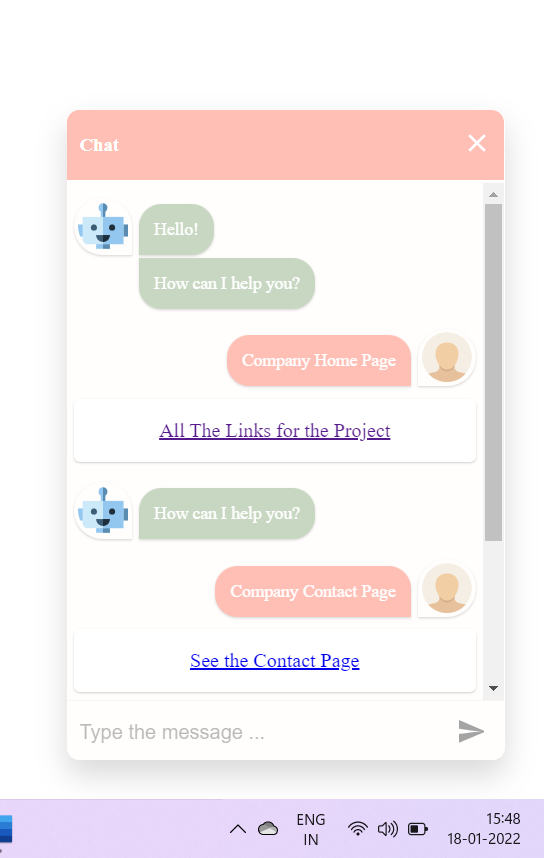 Chat
Hello!
How can I help you?
Company Home Page
All The Links for the Project
How can I help you?
Company Contact Page
See the Contact Page
Type the message ...
ENG
IN
15:48
18-01-2022